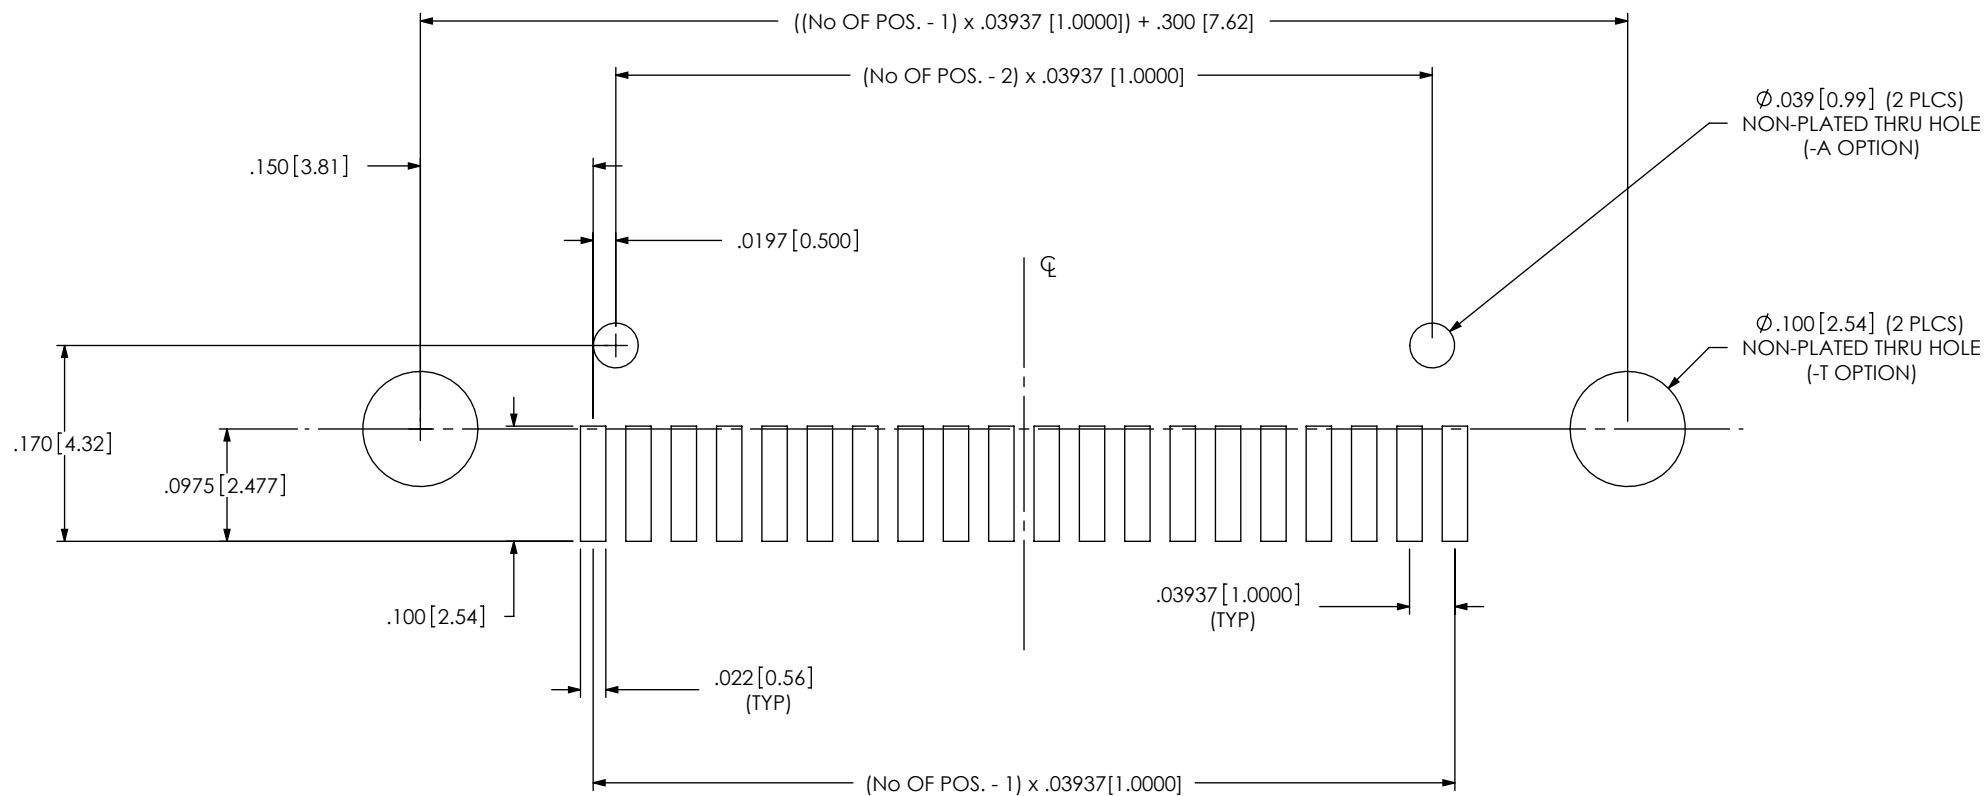 ((No OF POS. - 1) x .03937 [1.0000]) + .300 [7.62]
(No OF POS. - 2) x .03937 [1.0000]
Ø.039[0.99] (2 PLCS)
NON-PLATED THRU HOLE
(-A OPTION)
.150[3.81]
.0197[0.500]
℄
Ø.100[2.54] (2 PLCS)
NON-PLATED THRU HOLE
(-T OPTION)
.170[4.32]
.0975[2.477]
.100[2.54]
.03937[1.0000]
(TYP)
.022[0.56]
(TYP)
(No OF POS. - 1) x .03937[1.0000]